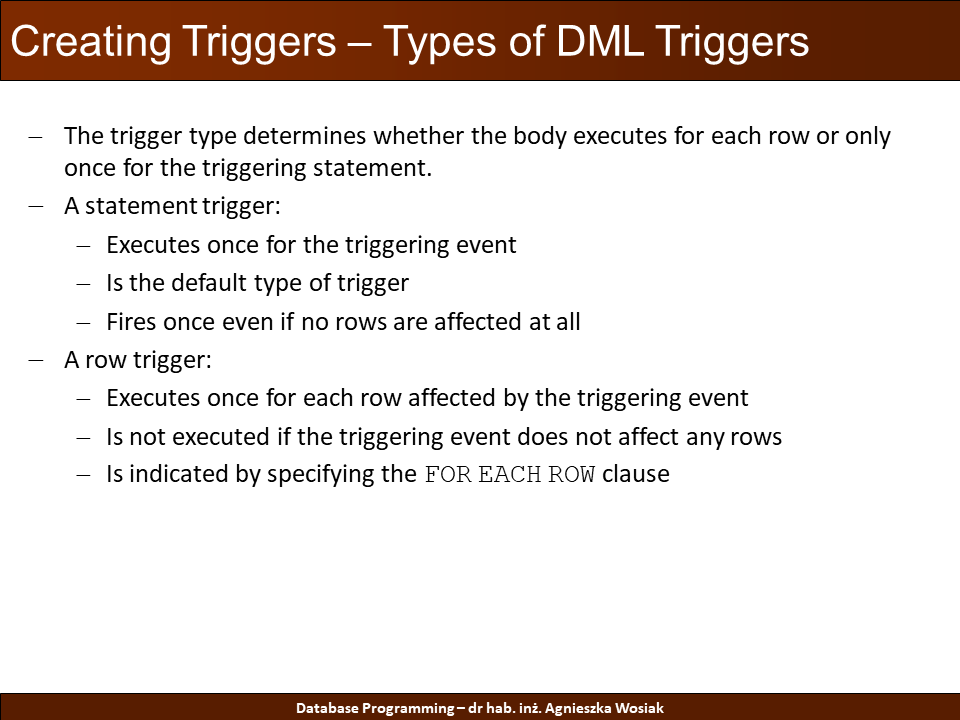 Creating Triggers – Types of DML Triggers
– The trigger type determines whether the body executes for each row or only
once for the triggering statement.
– A statement trigger:
– Executes once for the triggering event
– Is the default type of trigger
– Fires once even if no rows are affected at all
– A row trigger:
– Executes once for each row affected by the triggering event
– Is not executed if the triggering event does not affect any rows
– Is indicated by specifying the FOR EACH ROW clause
Database Programming – dr hab. inż. Agnieszka Wosiak